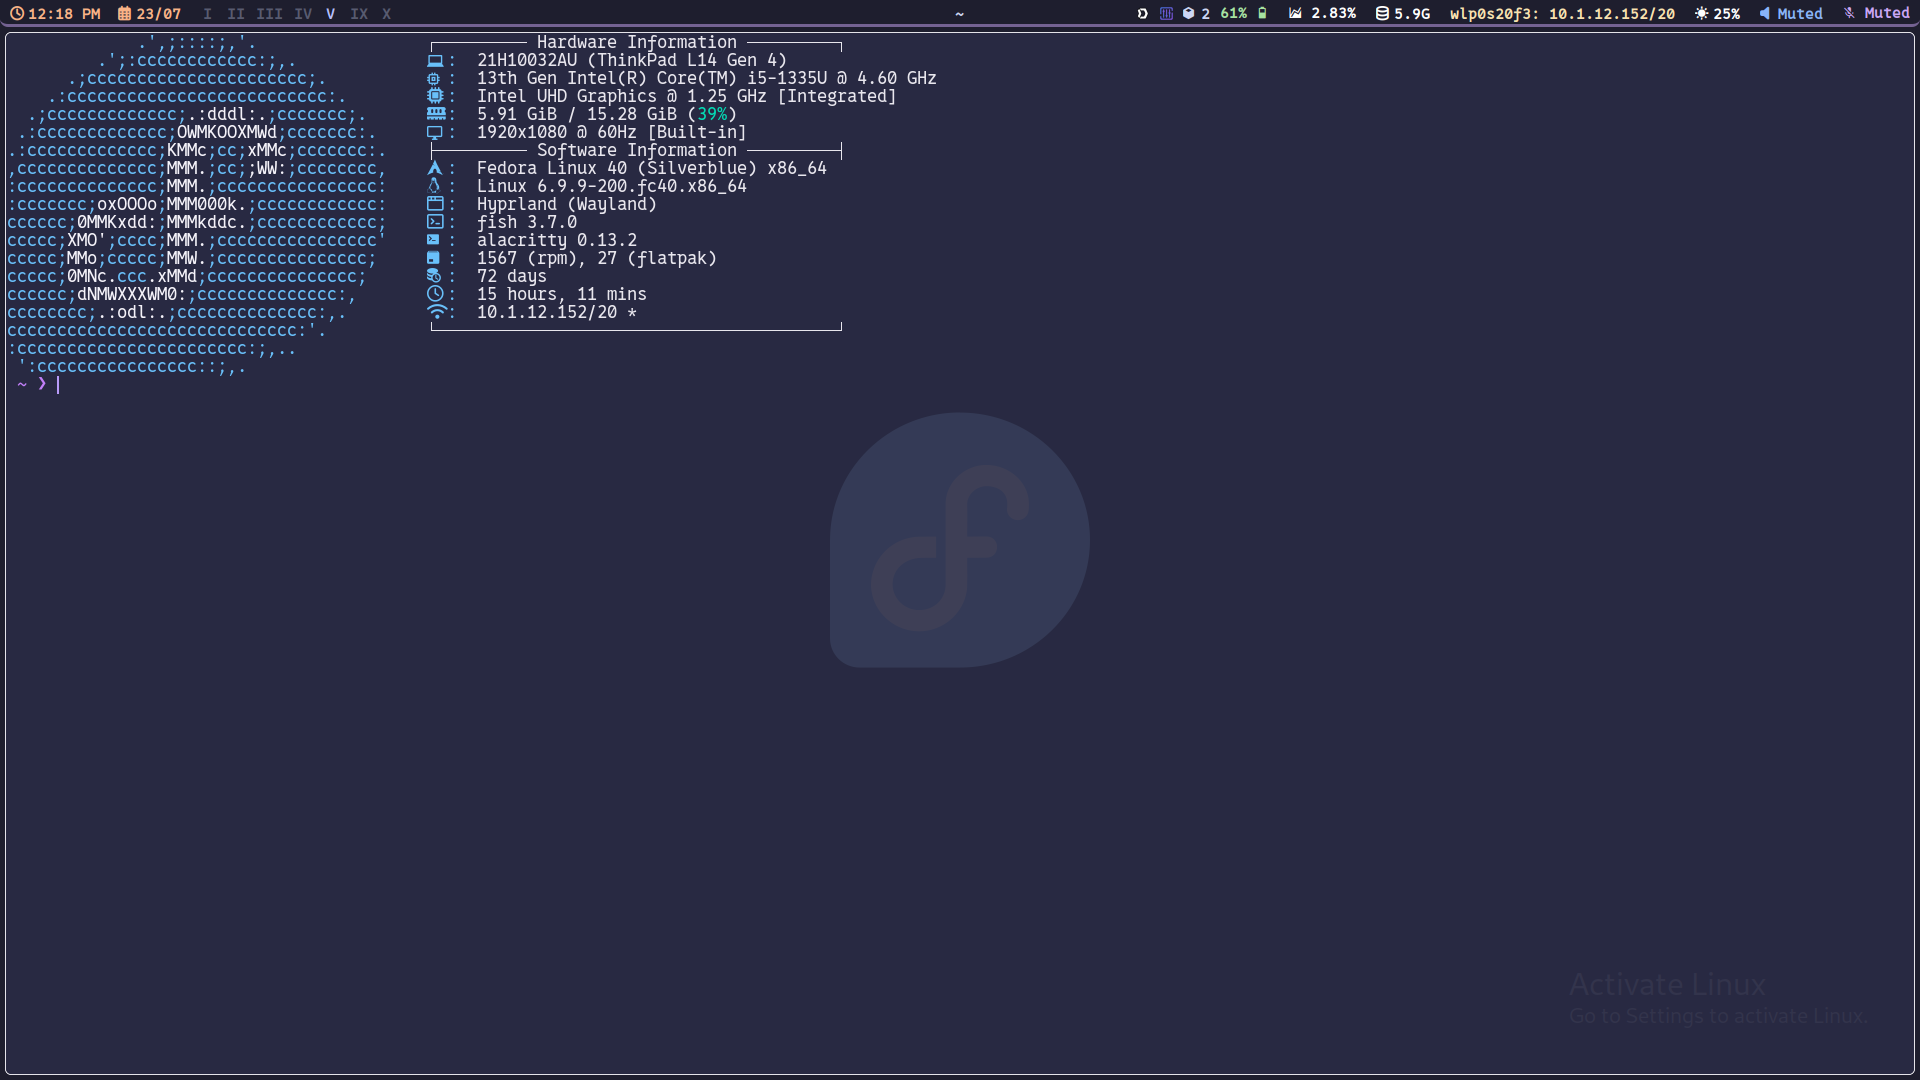 12:18 PM 23/07 I II III IV V IX X ~ 2 61% 2.83% 5.9G wlp0s20f3: 10.1.12.152/20 25% Muted Muted
.',;::::;,'.
.';:cccccccccccc:;,.
.;cccccccccccccccccccccc;.
.:cccccccccccccccccccccccccc:.
.;ccccccccccccc;.:dddl:.;ccccccc;.
.:ccccccccccccc;OWMKOOXMWd;ccccccc:.
.:ccccccccccccc;KMMc;cc;xMMc;ccccccc:.
,cccccccccccccc;MMM.;cc;;WW:;cccccccc,
:cccccccccccccc;MMM.;cccccccccccccccc:
:ccccccc;oxOOOo;MMM000k.;cccccccccccc:
cccccc;0MMKxdd:;MMMkddc.;cccccccccccc;
ccccc;XMO';cccc;MMM.;cccccccccccccccc'
ccccc;MMo;ccccc;MMW.;ccccccccccccccc;
ccccc;0MNc.ccc.xMMd;ccccccccccccccc;
cccccc;dNMWXXXWM0:;cccccccccccccc:,
cccccccc;.:odl:.;cccccccccccccc:,.
ccccccccccccccccccccccccccccc:'.
:ccccccccccccccccccccccc:;,..
':cccccccccccccccc::;,.
Hardware Information
: 21H10032AU (ThinkPad L14 Gen 4)
: 13th Gen Intel(R) Core(TM) i5-1335U @ 4.60 GHz
: Intel UHD Graphics @ 1.25 GHz [Integrated]
: 5.91 GiB / 15.28 GiB (39%)
: 1920x1080 @ 60Hz [Built-in]
Software Information
: Fedora Linux 40 (Silverblue) x86_64
: Linux 6.9.9-200.fc40.x86_64
: Hyprland (Wayland)
: fish 3.7.0
: alacritty 0.13.2
: 1567 (rpm), 27 (flatpak)
: 72 days
: 15 hours, 11 mins
: 10.1.12.152/20 *
~ ❯
Activate Linux
Go to Settings to activate Linux.